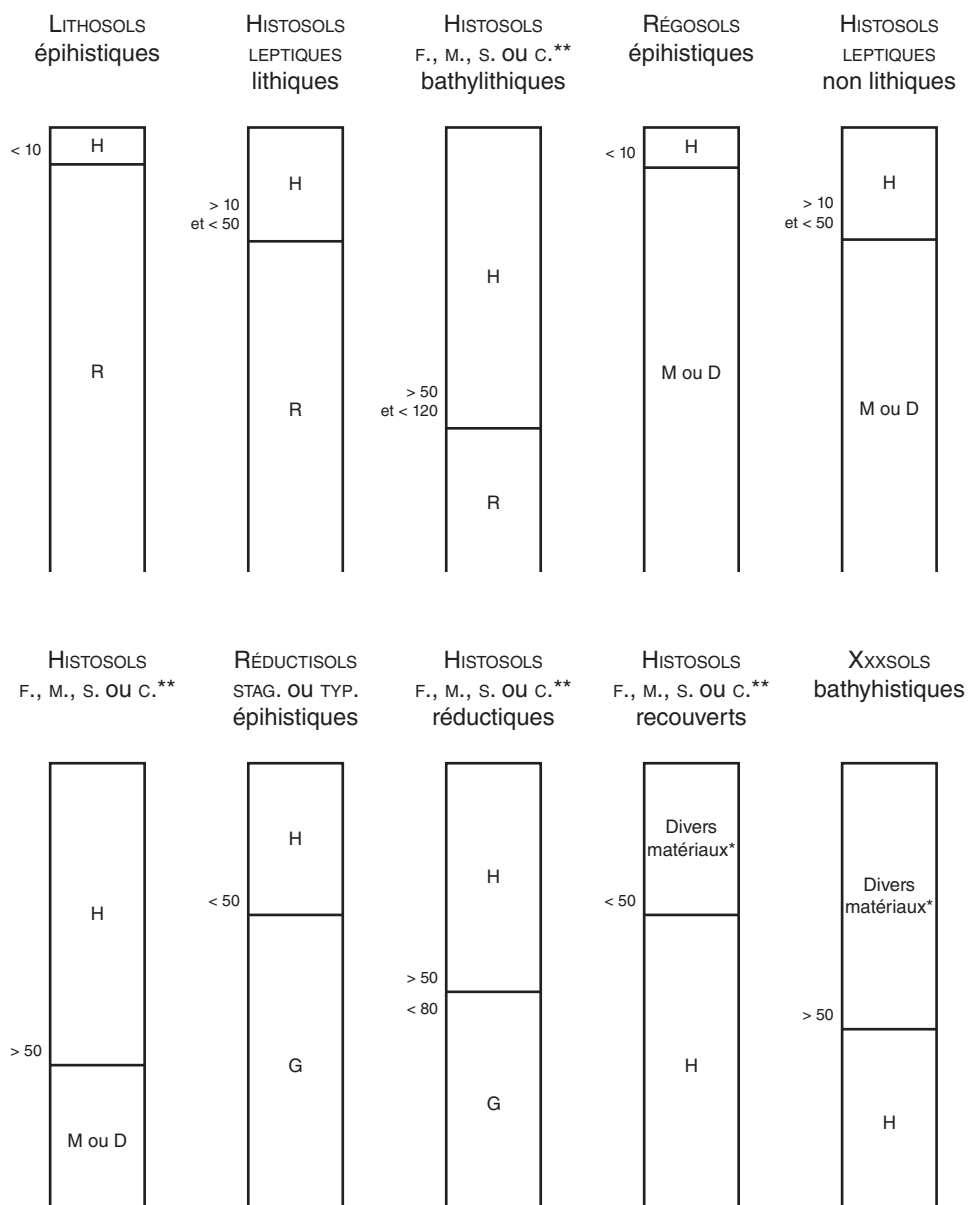 LITHOSOLS
épihistiques
HISTOSOLS
LEPTIQUES
lithiques
HISTOSOLS
F., M., S. ou C.**
bathylithiques
RÉGOSOLS
épihistiques
HISTOSOLS
LEPTIQUES
non lithiques
< 10
H
R
> 10
et < 50
H
R
H
> 50
et < 120
R
< 10
H
M ou D
> 10
et < 50
H
M ou D
HISTOSOLS
F., M., S. ou C.**
RÉDUCTISOLS
STAG. ou TYP.
épihistiques
HISTOSOLS
F., M., S. ou C.**
réductiques
HISTOSOLS
F., M., S. ou C.**
recouverts
XXXSOLS
bathyhistiques
H
> 50
M ou D
H
< 50
G
H
> 50
< 80
G
Divers
matériaux*
< 50
H
Divers
matériaux*
> 50
H